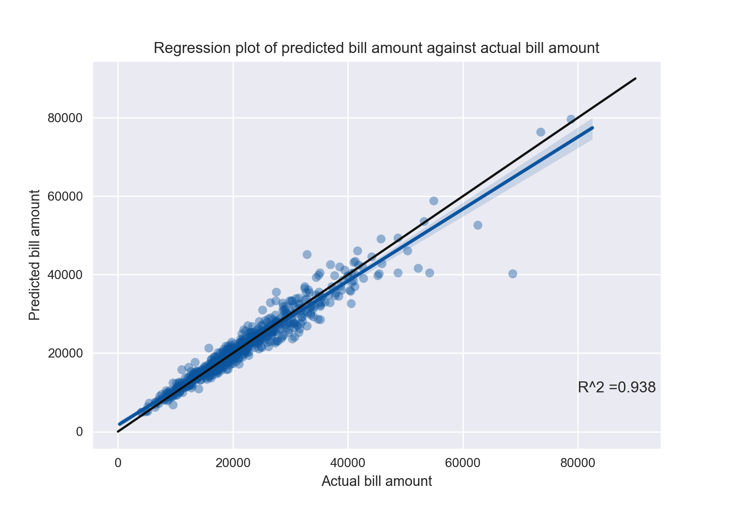 Regression plot of predicted bill amount against actual bill amount
80000
60000
40000
20000
0
Predicted bill amount
R^2 =0.938
0 20000 40000 60000 80000
Actual bill amount